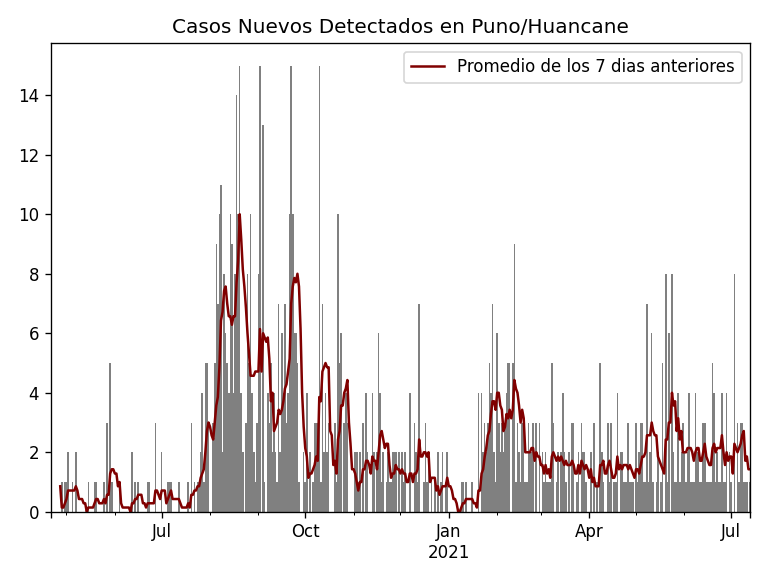 Casos Nuevos Detectados en Puno/Huancane
Promedio de los 7 dias anteriores
14
12
10
8
6
4
2
0
Jul
Oct
Jan
2021
Apr
Jul